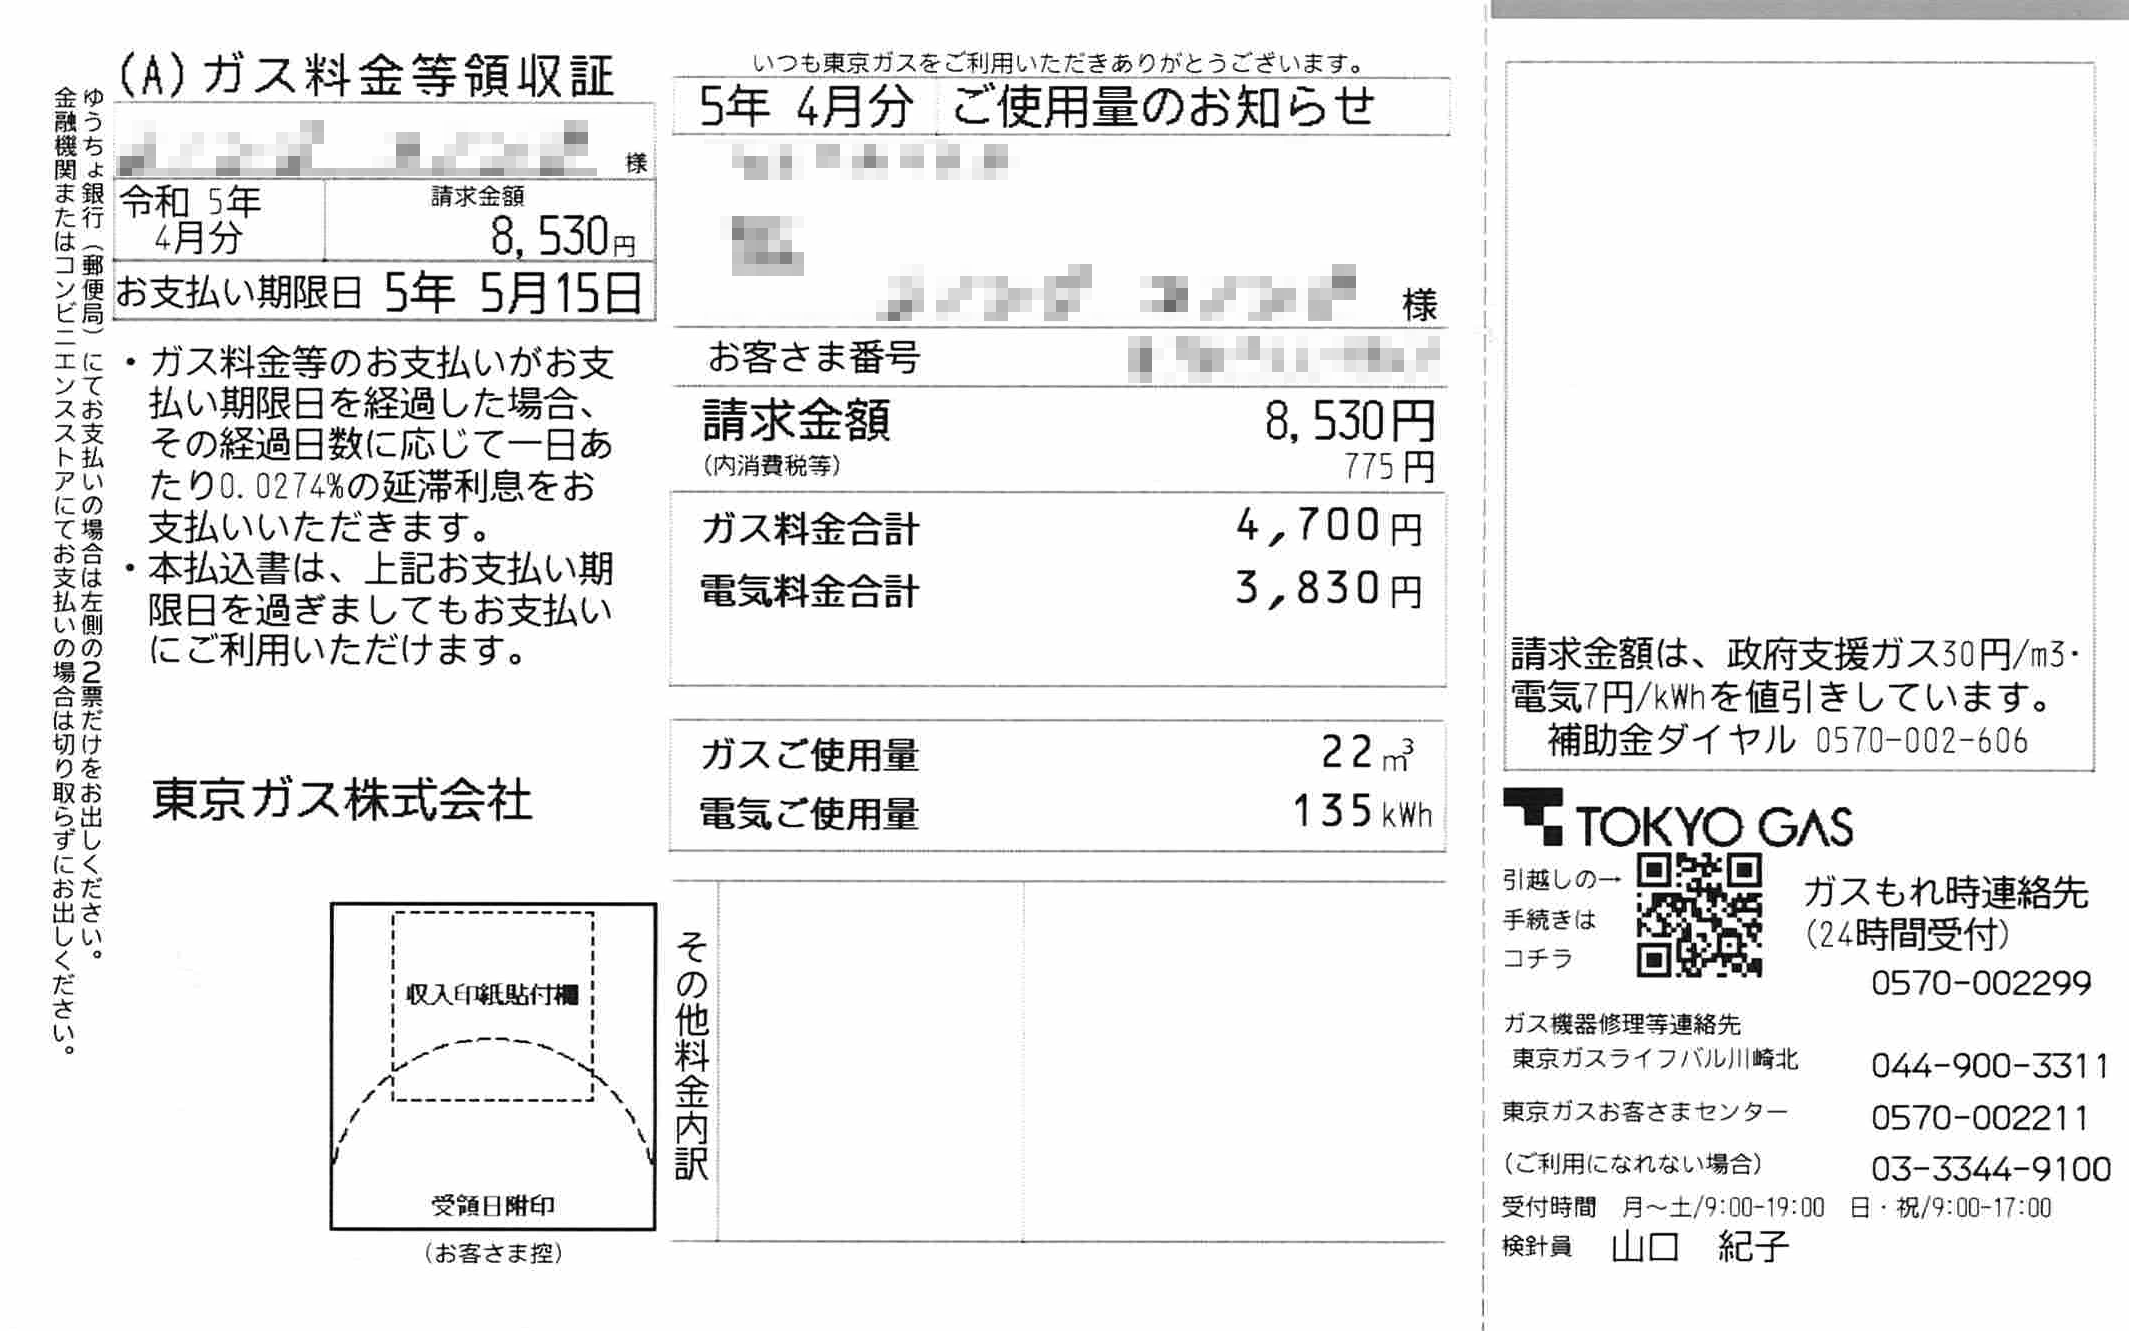 ゆうちょ銀行（郵便局）にてお支払いの場合は左側の2票だけをお出しください。
金融機関またはコンビニエンスストアにてお支払いの場合は切り取らずにお出しください。
(A)ガス料金等領収証
様
令和 5年
4月分
請求金額
8,530円
お支払い期限日 5年 5月15日
・ガス料金等のお支払いがお支
払い期限日を経過した場合、
その経過日数に応じて一日あ
たり0.0274%の延滞利息をお
支払いいただきます。
・本払込書は、上記お支払い期
限日を過ぎましてもお支払い
にご利用いただけます。
東京ガス株式会社
収入印紙貼付欄
受領日附印
(お客さま控)
いつも東京ガスをご利用いただきありがとうございます。
5年 4月分 ご使用量のお知らせ
様
お客さま番号
請求金額 8,530円
(内消費税等) 775円
ガス料金合計 4,700円
電気料金合計 3,830円
ガスご使用量 22m³
電気ご使用量 135kWh
その他料金内訳
請求金額は、政府支援ガス30円/m3・
電気7円/kWhを値引きしています。
補助金ダイヤル 0570-002-606
TOKYO GAS
引越しの→
手続きは
コチラ
ガスもれ時連絡先
(24時間受付)
0570-002299
ガス機器修理等連絡先
東京ガスライフバル川崎北 044-900-3311
東京ガスお客さまセンター 0570-002211
(ご利用になれない場合) 03-3344-9100
受付時間 月～土/9:00-19:00 日・祝/9:00-17:00
検針員 山口 紀子